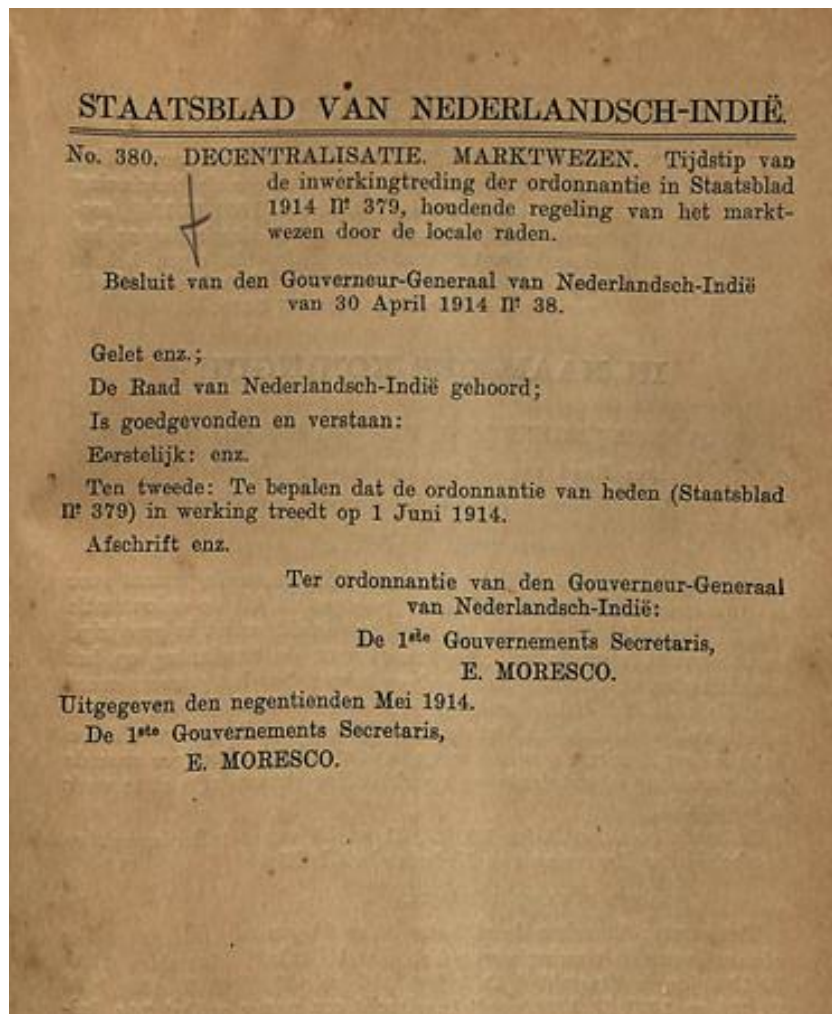 STAATSBLAD VAN NEDERLANDSCH-INDIË.
No. 380. DECENTRALISATIE. MARKTWEZEN. Tijdstip van
de inwerkingtreding der ordonnantie in Staatsblad
1914 Nº 379, houdende regeling van het markt-
wezen door de locale raden.
Besluit van den Gouverneur-Generaal van Nederlandsch-Indië
van 30 April 1914 Nº 38.
Gelet enz.;
De Raad van Nederlandsch-Indië gehoord;
Is goedgevonden en verstaan:
Eerstelijk: enz.
Ten tweede: Te bepalen dat de ordonnantie van heden (Staatsblad
Nº 379) in werking treedt op 1 Juni 1914.
Afschrift enz.
Ter ordonnantie van den Gouverneur-Generaal
van Nederlandsch-Indië:
De 1ste Gouvernements Secretaris,
E. MORESCO.
Uitgegeven den negentienden Mei 1914.
De 1ste Gouvernements Secretaris,
E. MORESCO.